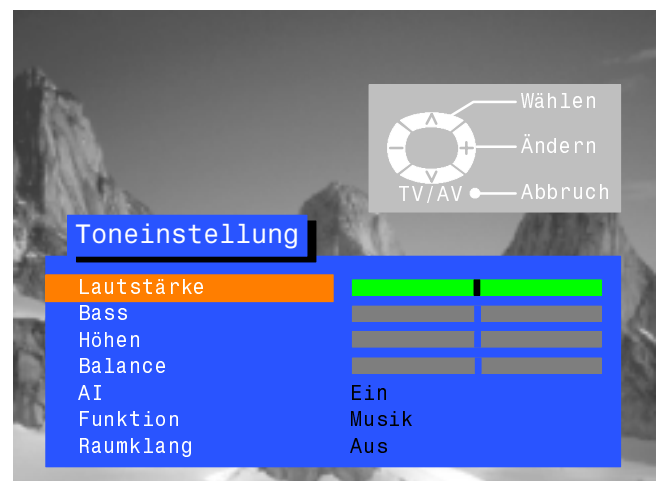 Wählen
Ändern
TV/AV Abbruch
Toneinstellung
Lautstärke
Bass
Höhen
Balance
AI Ein
Funktion Musik
Raumklang Aus